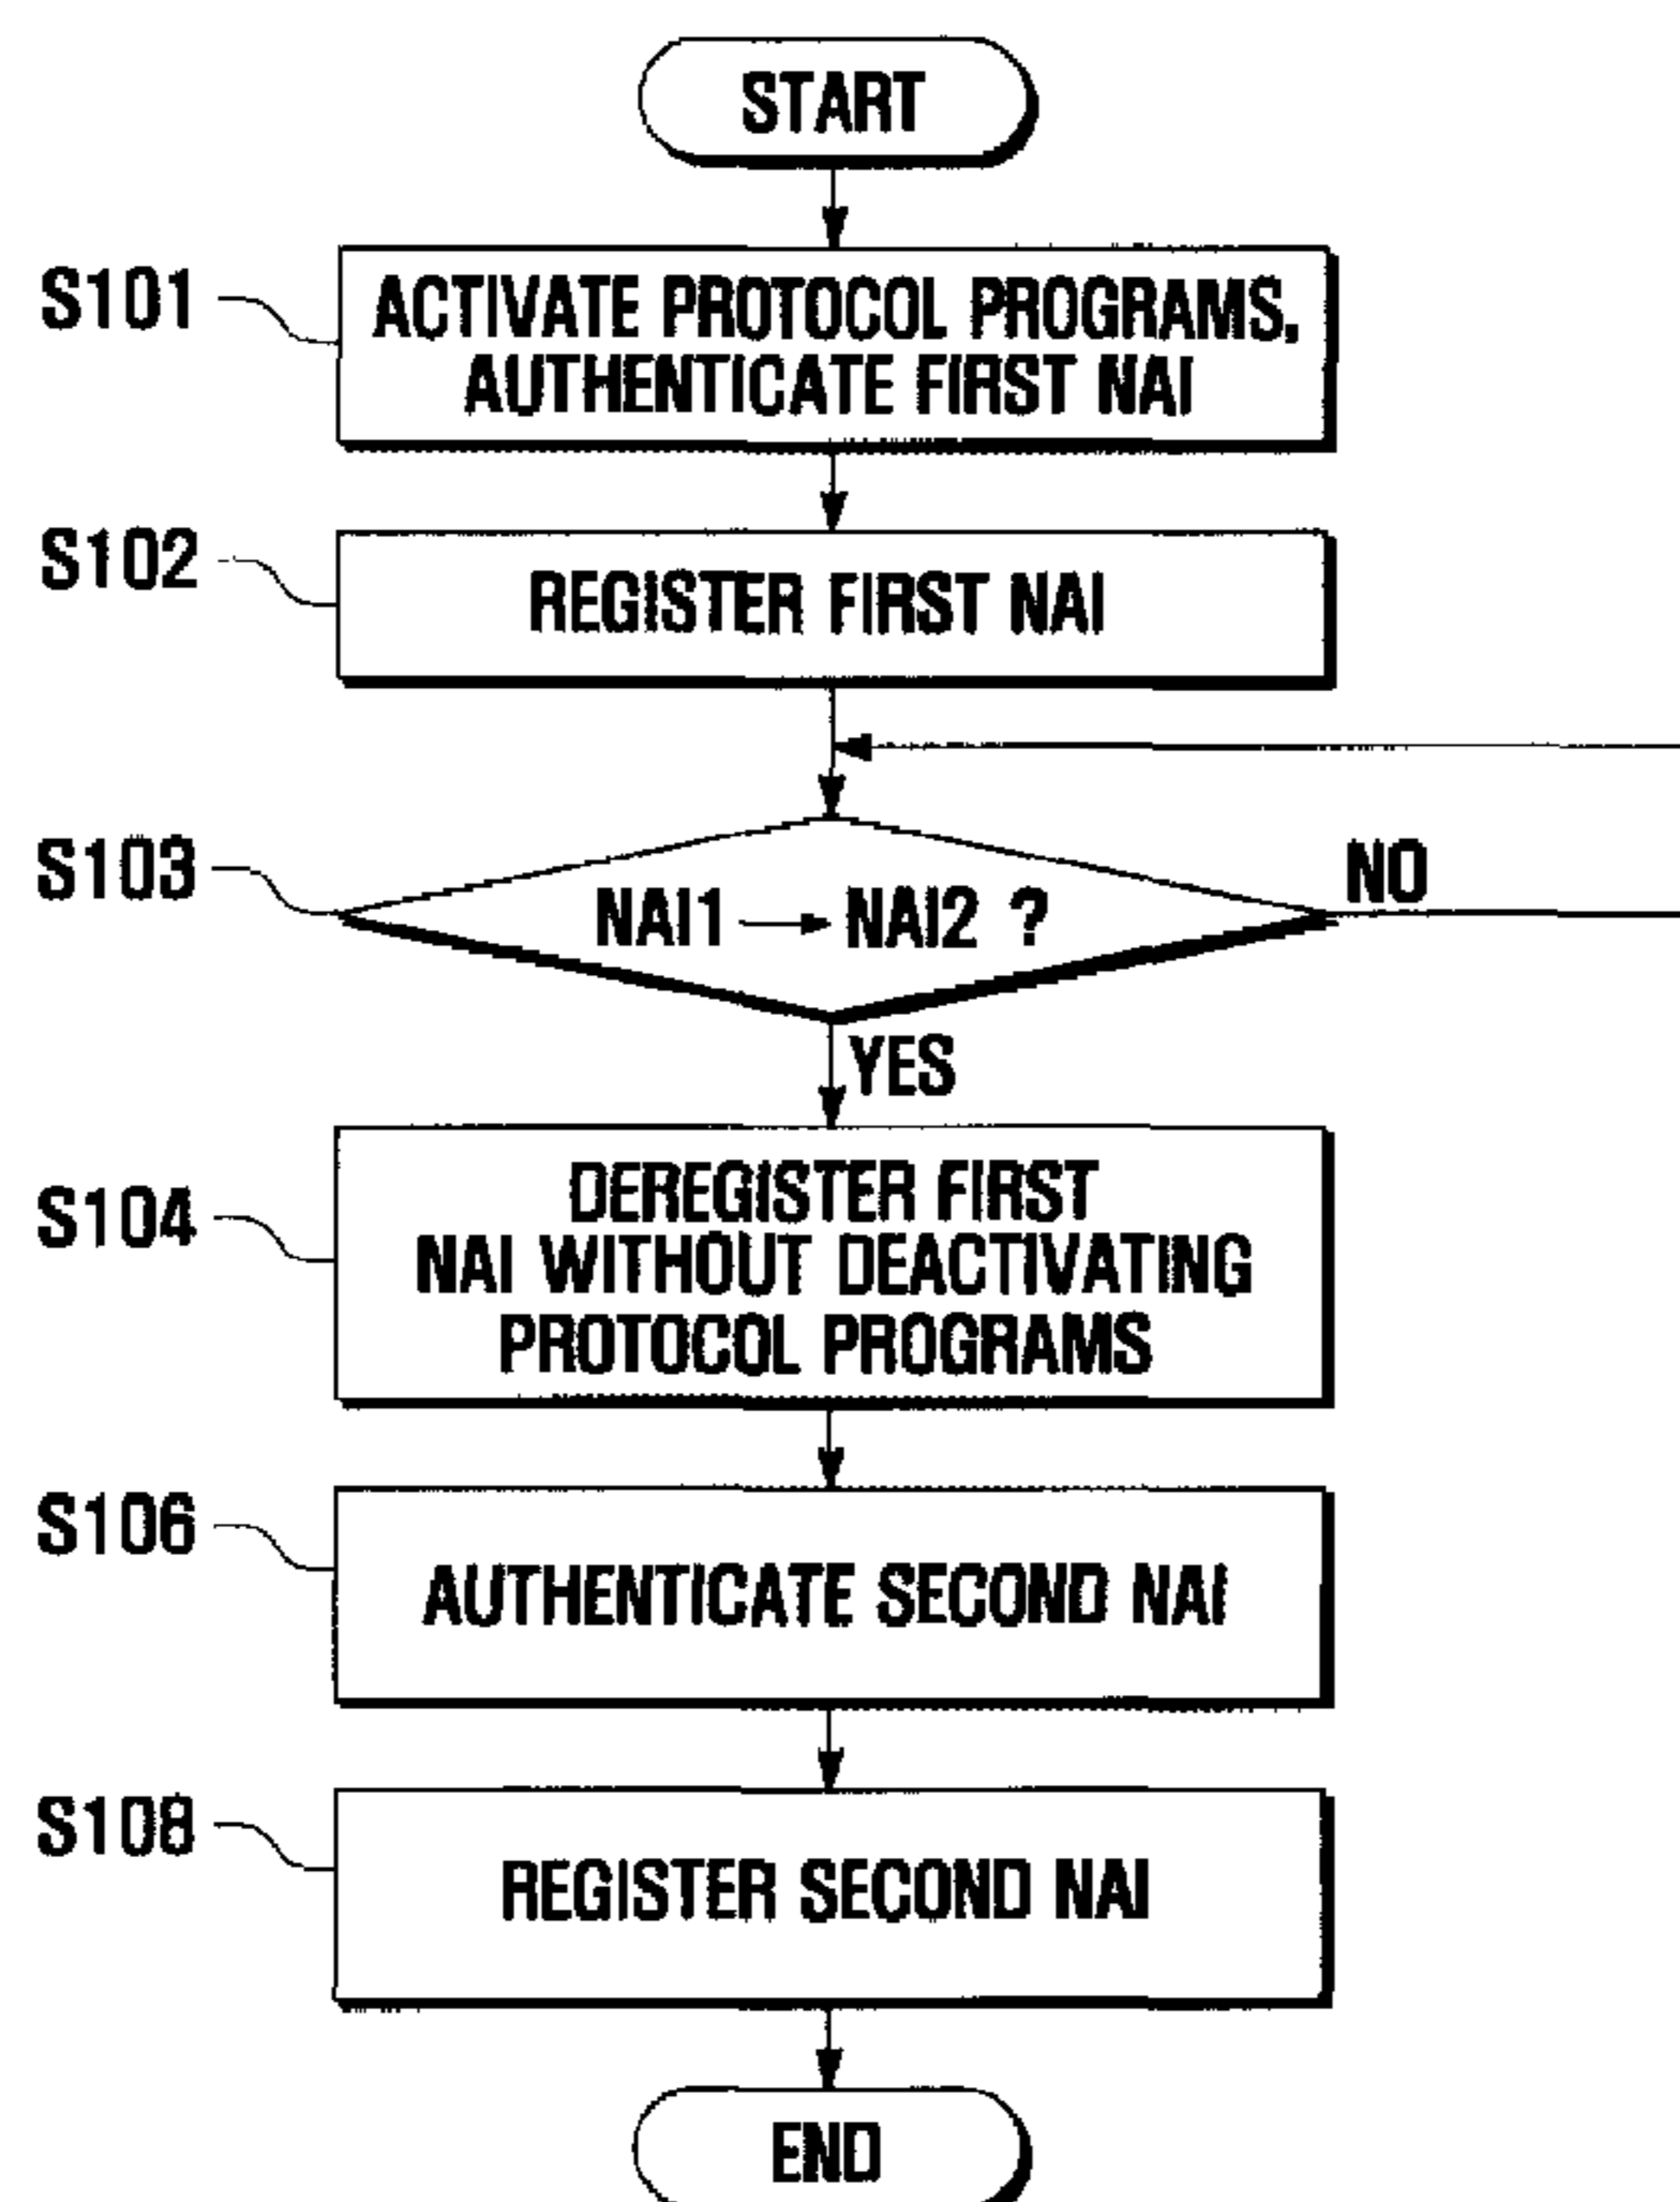 START
S101
ACTIVATE PROTOCOL PROGRAMS,
AUTHENTICATE FIRST NAI
S102
REGISTER FIRST NAI
S103
NAI1 → NAI2 ?
NO
YES
S104
DEREGISTER FIRST
NAI WITHOUT DEACTIVATING
PROTOCOL PROGRAMS
S106
AUTHENTICATE SECOND NAI
S108
REGISTER SECOND NAI
END